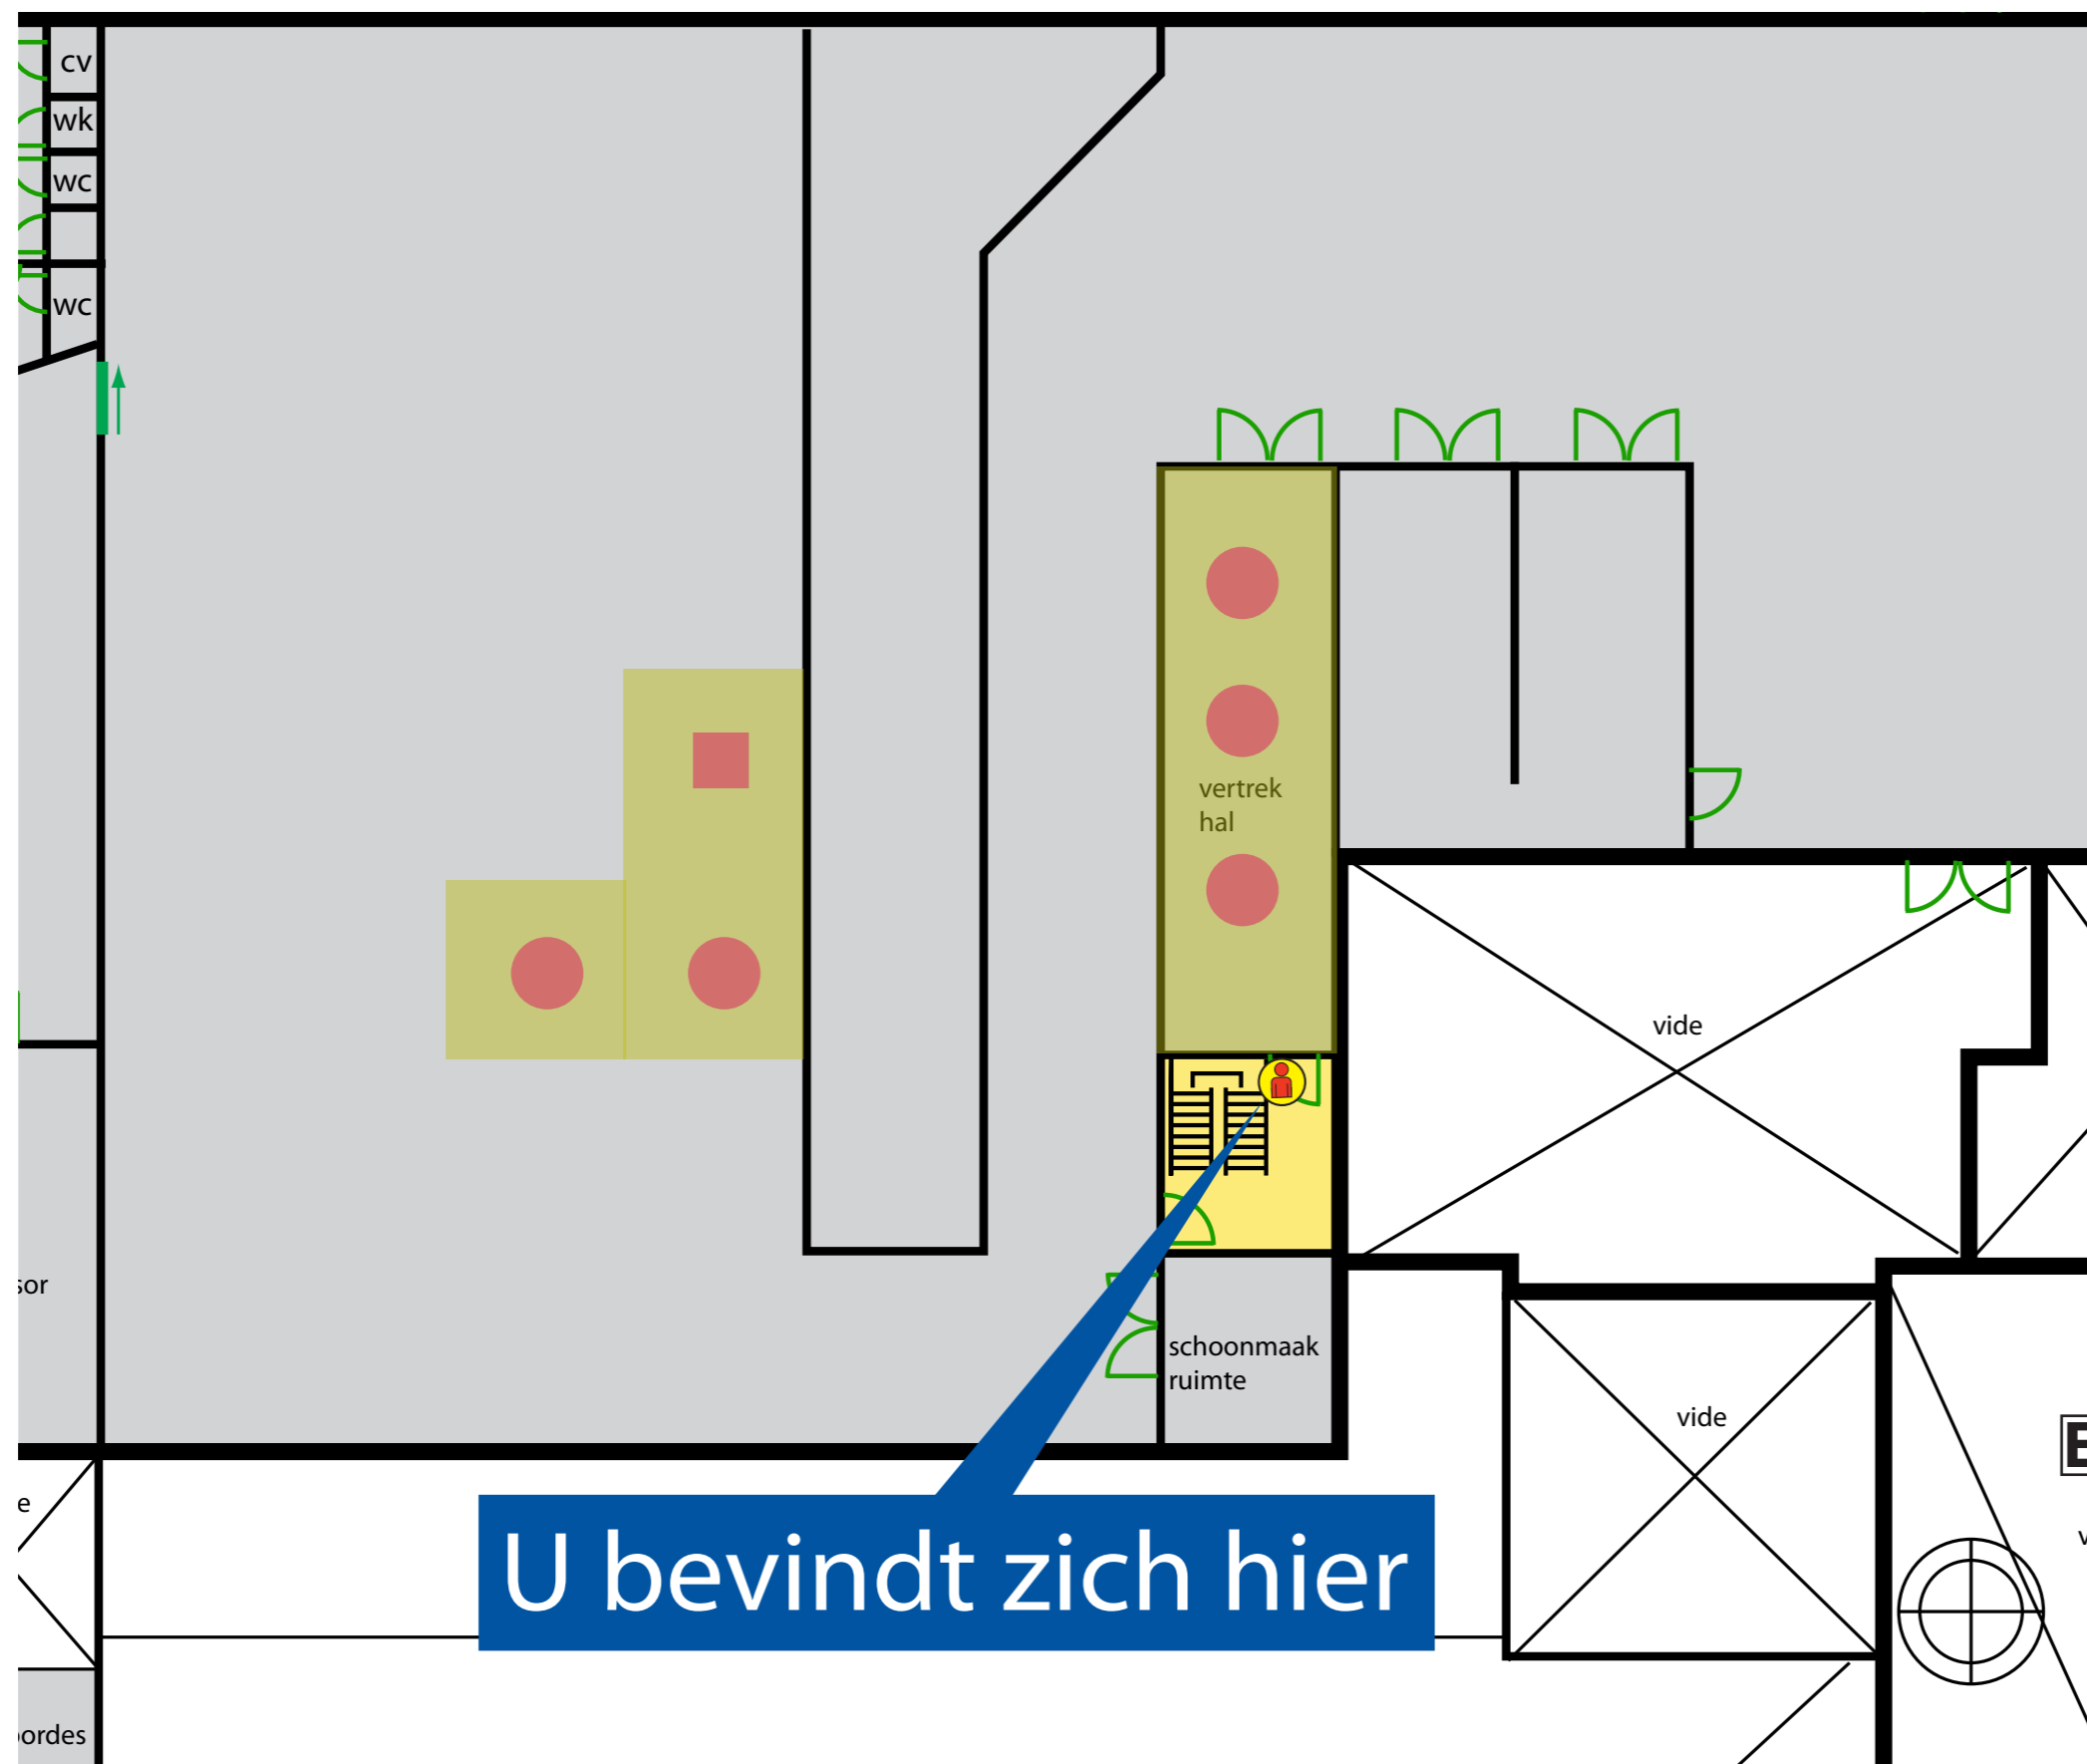 cv
wk
wc
wc
vertrek
hal
vide
sor
schoonmaak
ruimte
vide
e
U bevindt zich hier
ordes